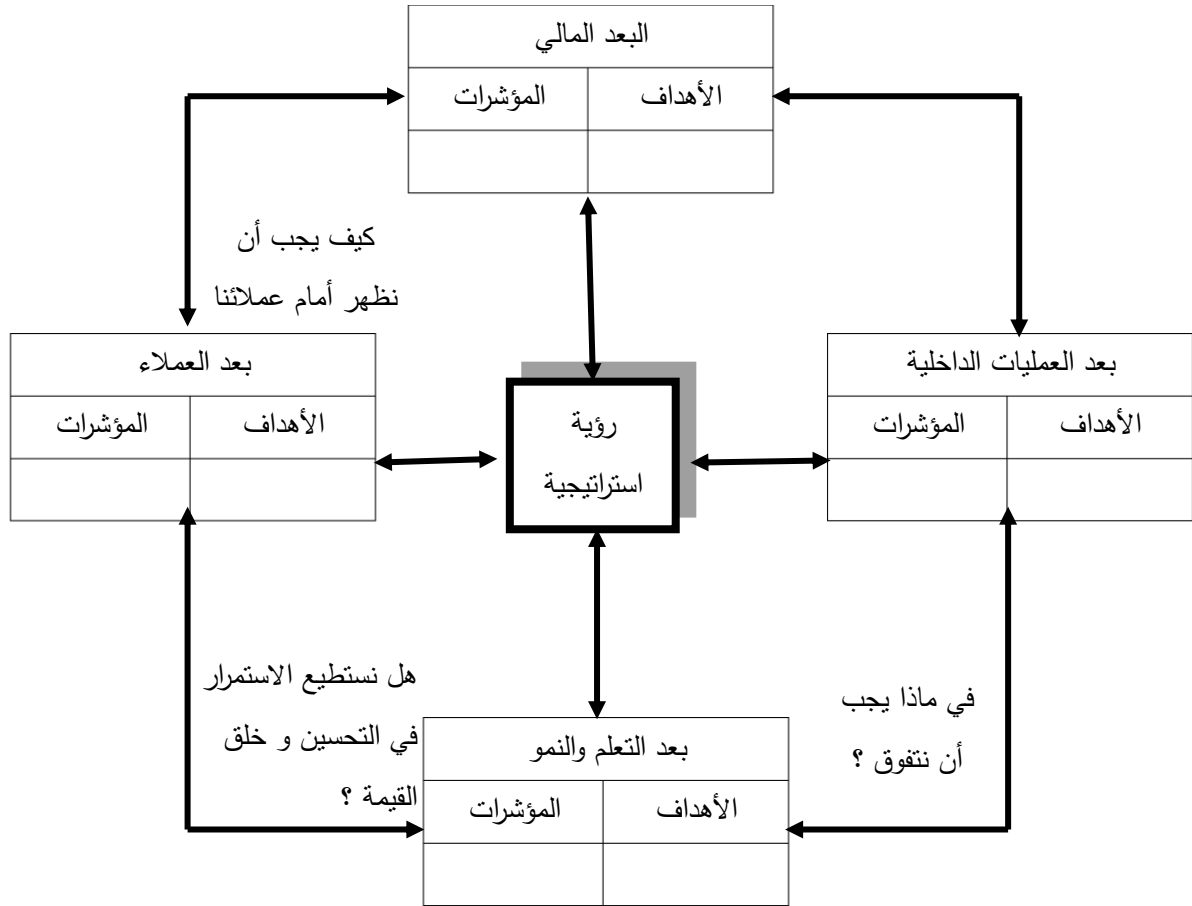 البعد المالي
الأهداف
المؤشرات
كيف يجب أن
نظهر أمام عملائنا
بعد العمليات الداخلية
الأهداف
المؤشرات
رؤية
استراتيجية
بعد العملاء
الأهداف
المؤشرات
في ماذا يجب
أن نتفوق ؟
هل نستطيع الاستمرار
في التحسين و خلق
القيمة ؟
بعد التعلم والنمو
الأهداف
المؤشرات